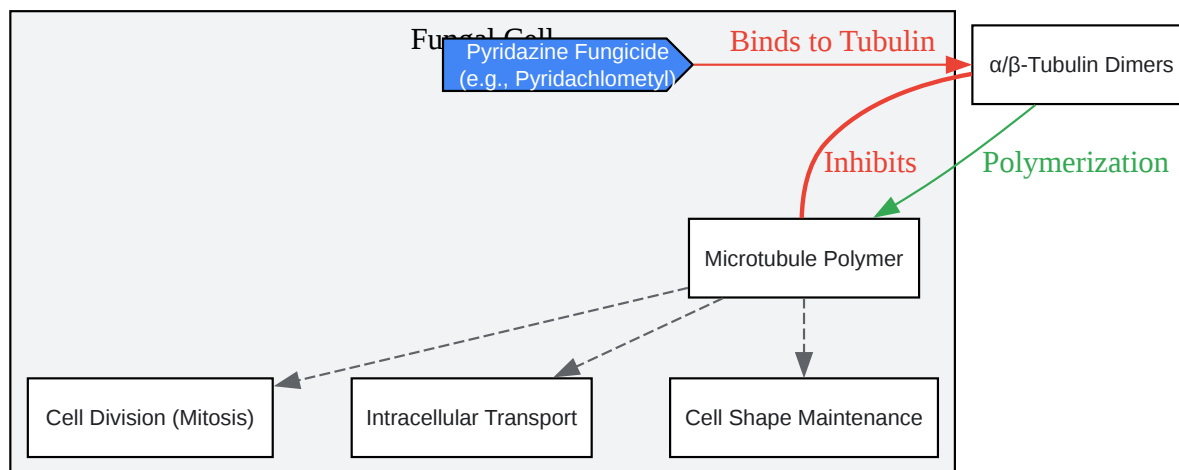 Fungal Cell
Pyridazine Fungicide
(e.g., Pyridachlometyl)
Binds to Tubulin
α/β-Tubulin Dimers
Inhibits
Polymerization
Microtubule Polymer
Cell Division (Mitosis)
Intracellular Transport
Cell Shape Maintenance